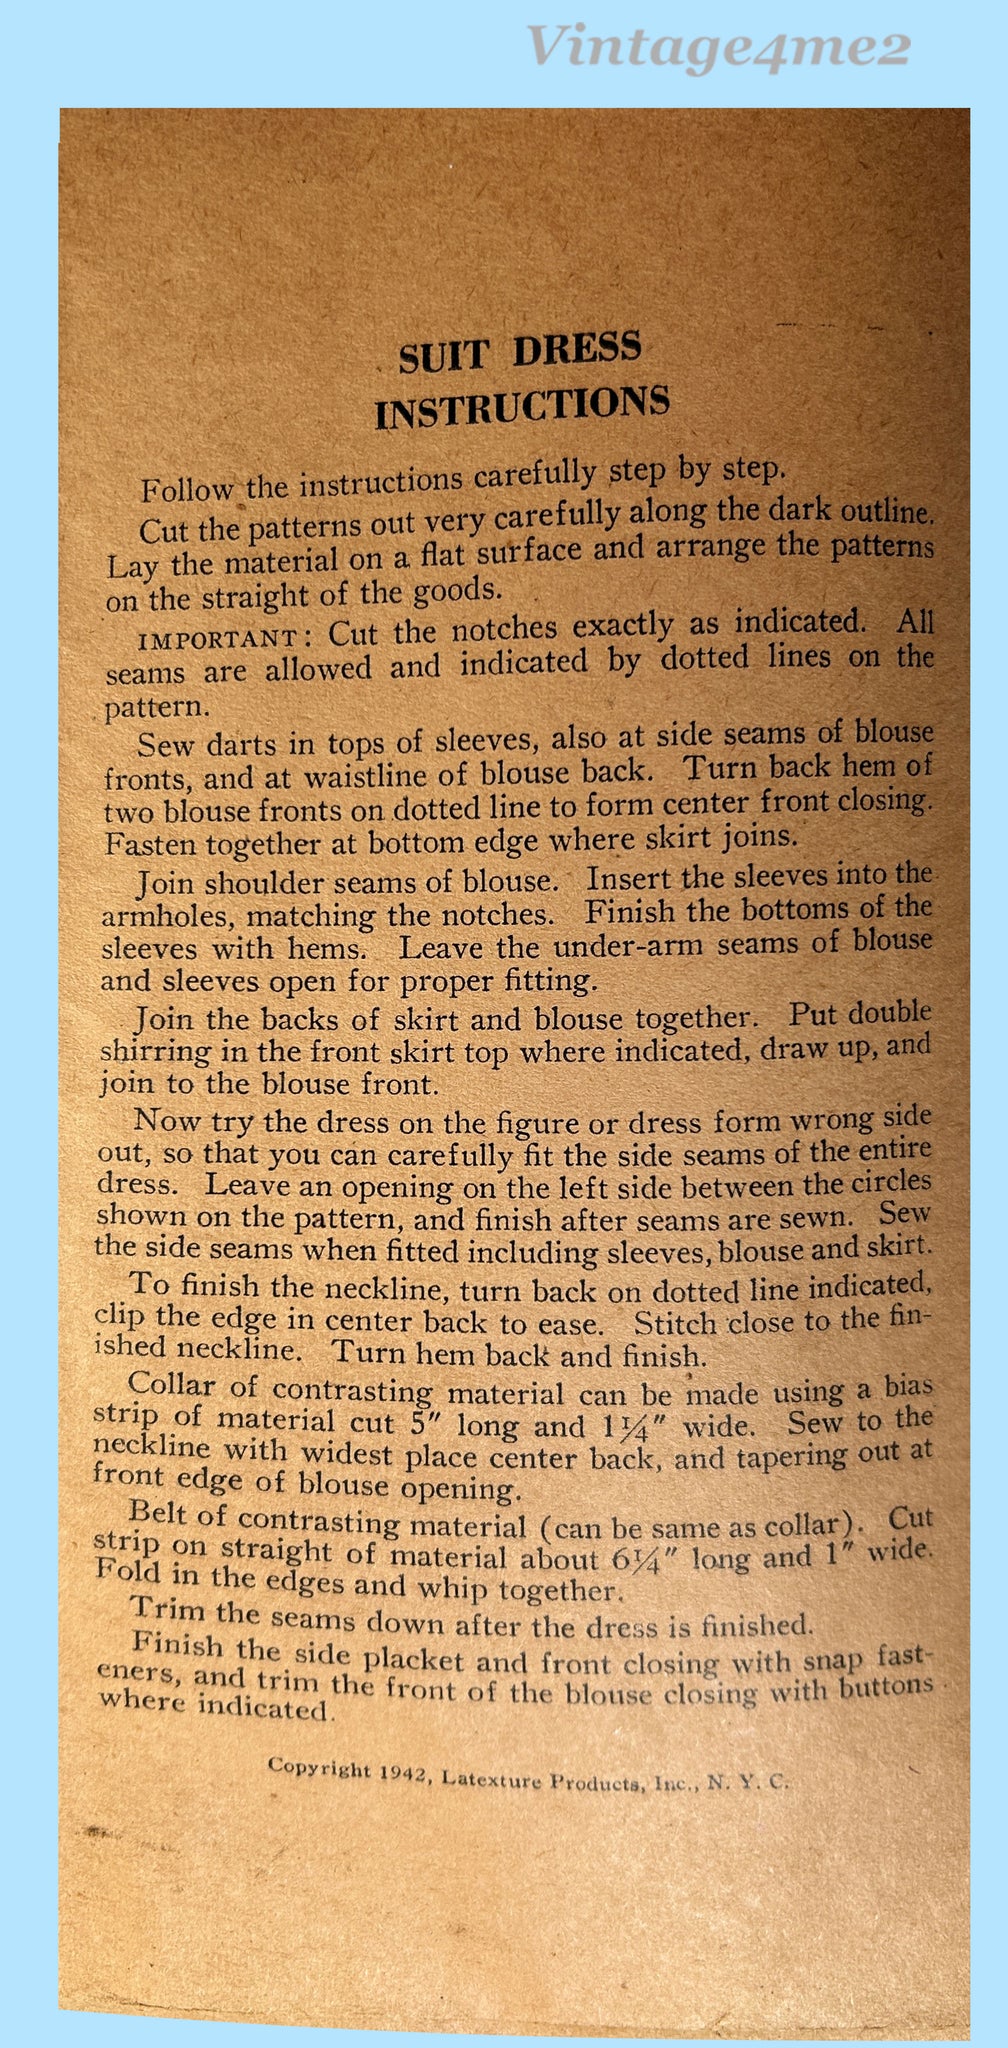 Vintage4me2
SUIT DRESS
INSTRUCTIONS
Follow the instructions carefully step by step.
Cut the patterns out very carefully along the dark outline.
Lay the material on a flat surface and arrange the patterns
on the straight of the goods.
IMPORTANT: Cut the notches exactly as indicated. All
seams are allowed and indicated by dotted lines on the
pattern.
Sew darts in tops of sleeves, also at side seams of blouse
fronts, and at waistline of blouse back. Turn back hem of
two blouse fronts on dotted line to form center front closing.
Fasten together at bottom edge where skirt joins.
Join shoulder seams of blouse. Insert the sleeves into the
armholes, matching the notches. Finish the bottoms of the
sleeves with hems. Leave the under-arm seams of blouse
and sleeves open for proper fitting.
Join the backs of skirt and blouse together. Put double
shirring in the front skirt top where indicated, draw up, and
join to the blouse front.
Now try the dress on the figure or dress form wrong side
out, so that you can carefully fit the side seams of the entire
dress. Leave an opening on the left side between the circles
shown on the pattern, and finish after seams are sewn. Sew
the side seams when fitted including sleeves, blouse and skirt.
To finish the neckline, turn back on dotted line indicated,
clip the edge in center back to ease. Stitch close to the fin-
ished neckline. Turn hem back and finish.
Collar of contrasting material can be made using a bias
strip of material cut 5" long and 1¼" wide. Sew to the
neckline with widest place center back, and tapering out at
front edge of blouse opening.
Belt of contrasting material (can be same as collar). Cut
strip on straight of material about 6¼" long and 1" wide.
Fold in the edges and whip together.
Trim the seams down after the dress is finished.
Finish the side placket and front closing with snap fast-
eners, and trim the front of the blouse closing with buttons
where indicated.
Copyright 1942, Latexture Products, Inc., N. Y. C.